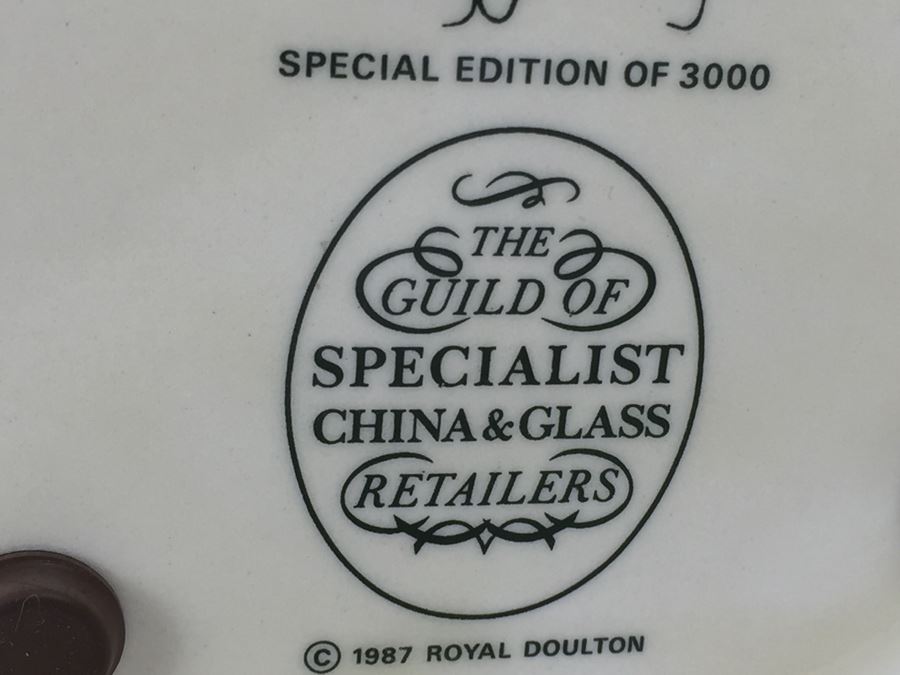 SPECIAL EDITION OF 3000
THE
GUILD OF
SPECIALIST
CHINA & GLASS
RETAILERS
© 1987 ROYAL DOULTON